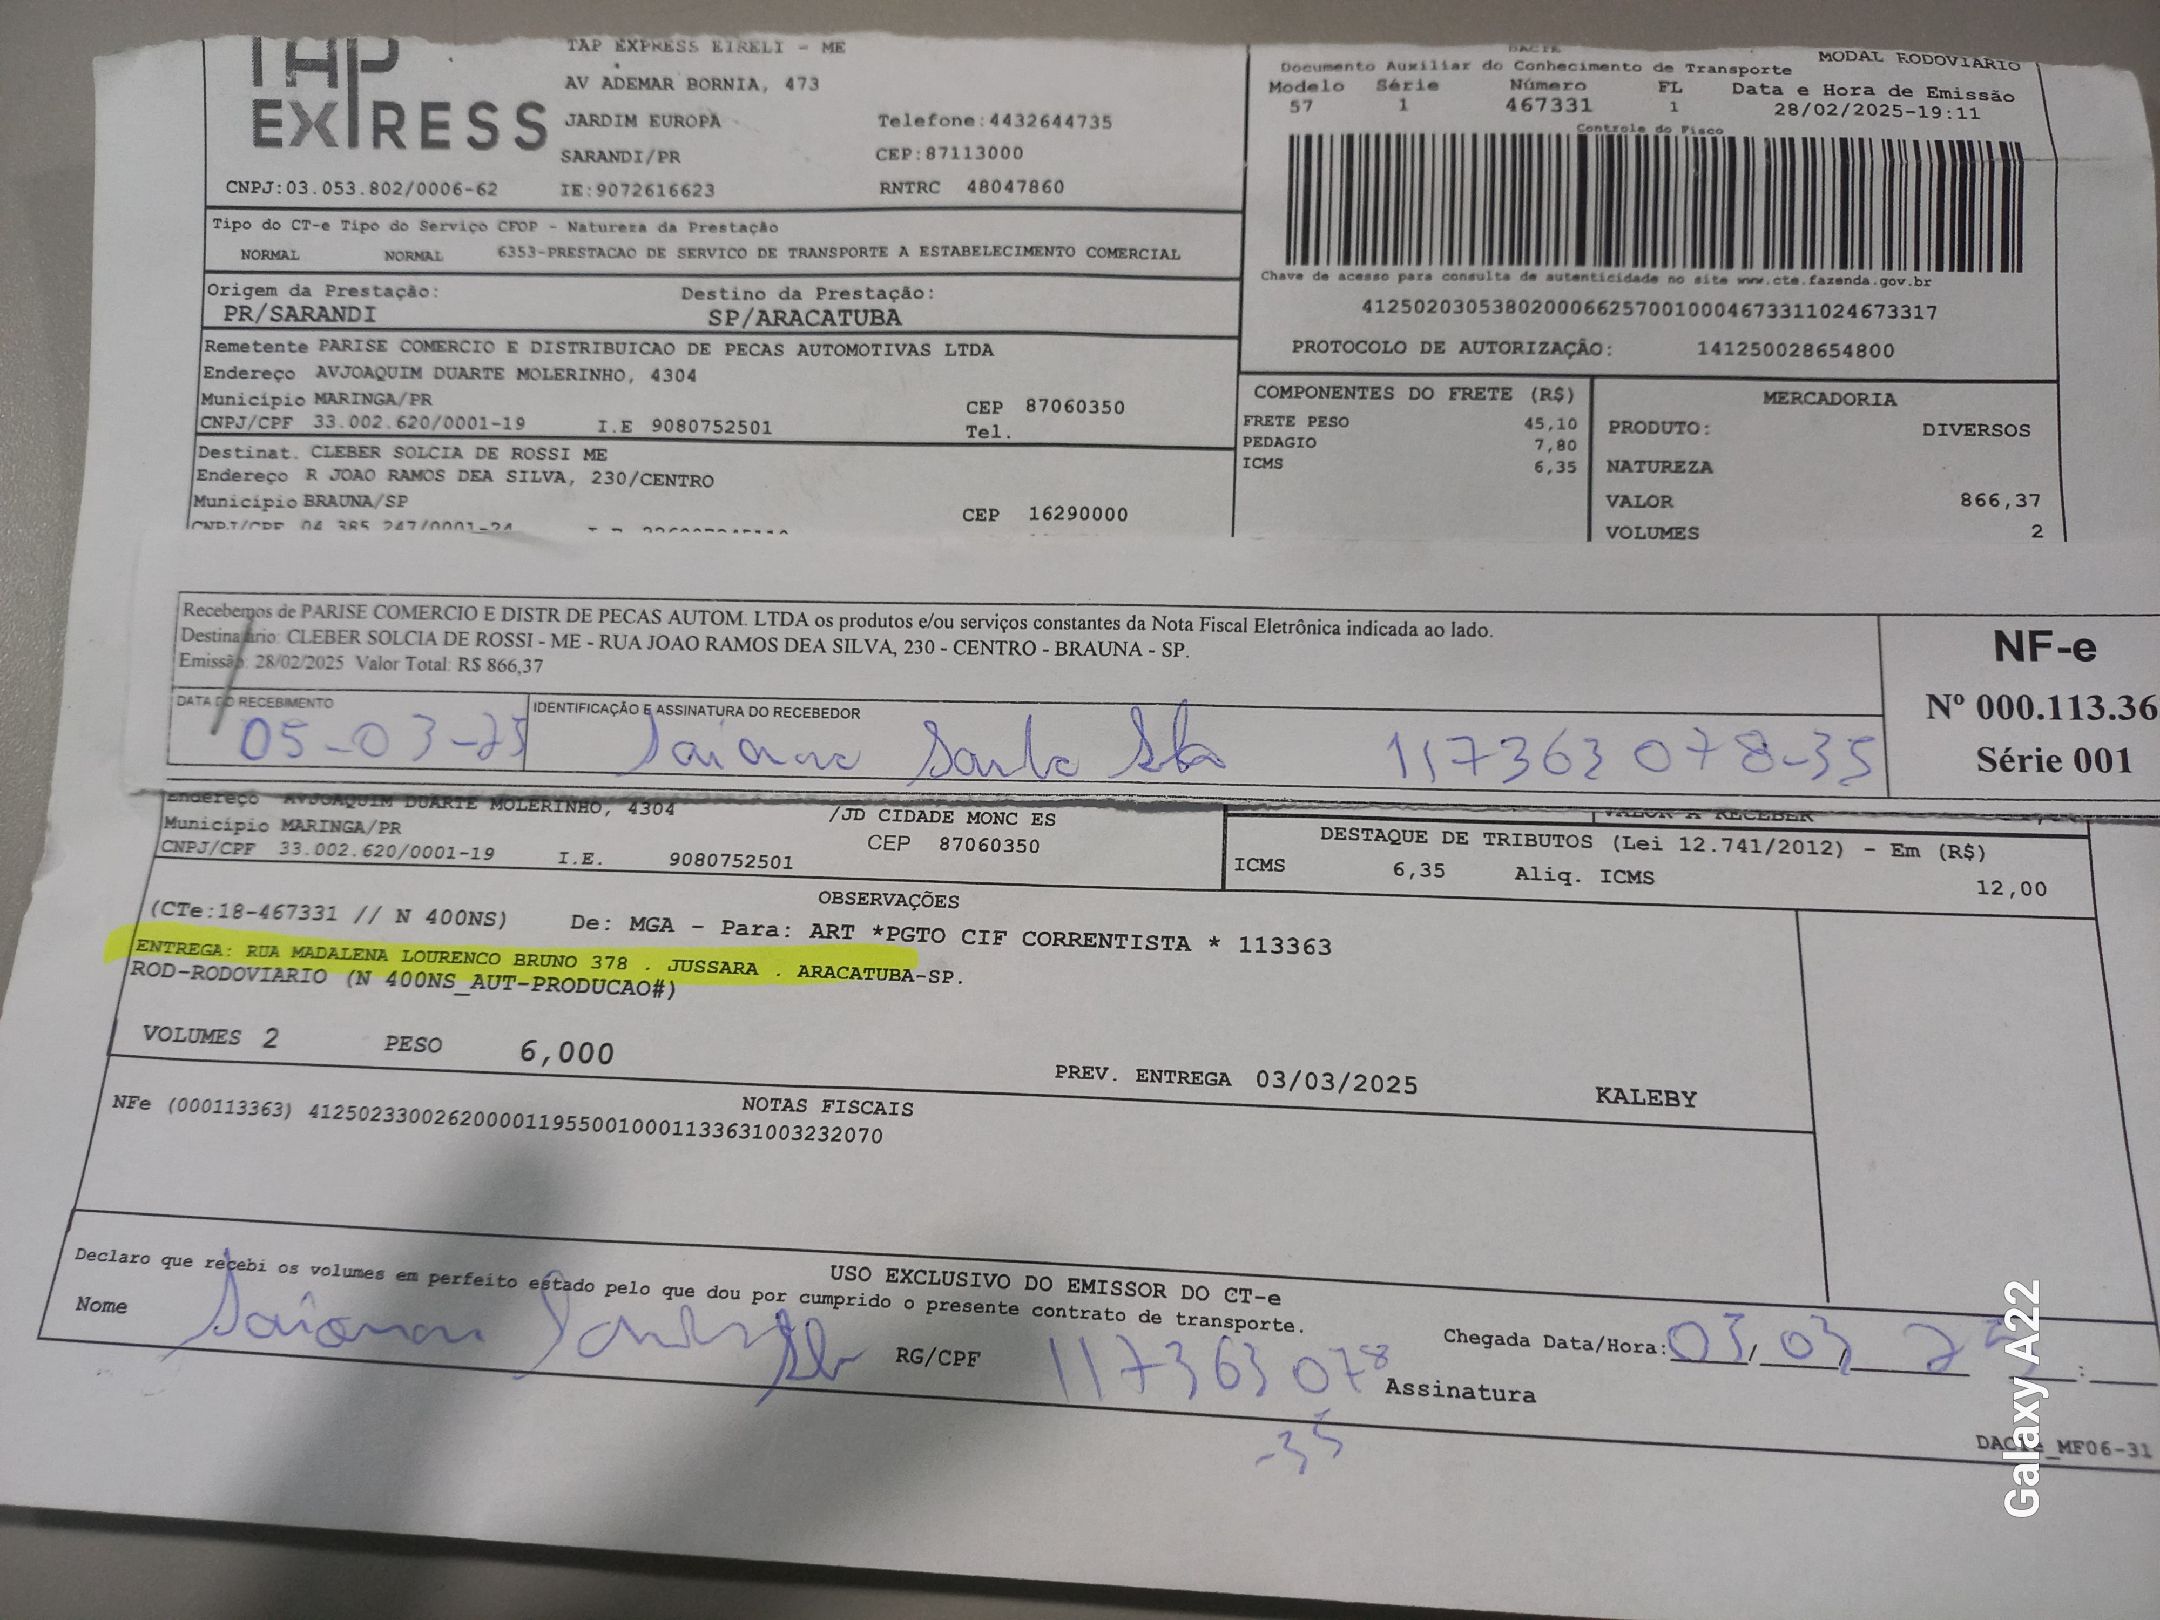 TAP EXPRESS
TAP EXPRESS EIRELI - ME
AV ADEMAR BORNIA, 473
JARDIM EUROPA Telefone:4432644735
SARANDI/PR CEP:87113000
CNPJ:03.053.802/0006-62 IE:9072616623 RNTRC 48047860
DACTE MODAL RODOVIARIO
Documento Auxiliar do Conhecimento de Transporte
Modelo Série Número FL Data e Hora de Emissão
57 1 467331 1 28/02/2025-19:11
Controle do Fisco
Chave de acesso para consulta de autenticidade no site www.cte.fazenda.gov.br
41250203053802000662570010004673311024673317
PROTOCOLO DE AUTORIZAÇÃO: 141250028654800
Tipo do CT-e Tipo do Serviço CFOP - Natureza da Prestação
NORMAL NORMAL 6353-PRESTACAO DE SERVICO DE TRANSPORTE A ESTABELECIMENTO COMERCIAL
Origem da Prestação: Destino da Prestação:
PR/SARANDI SP/ARACATUBA
Remetente PARISE COMERCIO E DISTRIBUICAO DE PECAS AUTOMOTIVAS LTDA
Endereço AVJOAQUIM DUARTE MOLERINHO, 4304
Município MARINGA/PR CEP 87060350
CNPJ/CPF 33.002.620/0001-19 I.E 9080752501 Tel.
Destinat. CLEBER SOLCIA DE ROSSI ME
Endereço R JOAO RAMOS DEA SILVA, 230/CENTRO
Município BRAUNA/SP CEP 16290000
CNPJ/CPF 04.385.247/0001-24
COMPONENTES DO FRETE (R$)
FRETE PESO 45,10
PEDAGIO 7,80
ICMS 6,35
MERCADORIA
PRODUTO: DIVERSOS
NATUREZA
VALOR 866,37
VOLUMES 2
Recebemos de PARISE COMERCIO E DISTR DE PECAS AUTOM. LTDA os produtos e/ou serviços constantes da Nota Fiscal Eletrônica indicada ao lado.
Destinatário: CLEBER SOLCIA DE ROSSI - ME - RUA JOAO RAMOS DEA SILVA, 230 - CENTRO - BRAUNA - SP.
Emissão: 28/02/2025 Valor Total: R$ 866,37
DATA DO RECEBIMENTO IDENTIFICAÇÃO E ASSINATURA DO RECEBEDOR
05-03-25 117363078-35
NF-e
Nº 000.113.36
Série 001
Endereço AVJOAQUIM DUARTE MOLERINHO, 4304 /JD CIDADE MONC ES
Município MARINGA/PR CEP 87060350
CNPJ/CPF 33.002.620/0001-19 I.E. 9080752501
VALOR A RECEBER
DESTAQUE DE TRIBUTOS (Lei 12.741/2012) - Em (R$)
ICMS 6,35 Aliq. ICMS 12,00
OBSERVAÇÕES
(CTe:18-467331 // N 400NS) De: MGA - Para: ART *PGTO CIF CORRENTISTA * 113363
ENTREGA: RUA MADALENA LOURENCO BRUNO 378 . JUSSARA . ARACATUBA-SP.
ROD-RODOVIARIO (N 400NS_AUT-PRODUCAO#)
VOLUMES 2 PESO 6,000 PREV. ENTREGA 03/03/2025 KALEBY
NOTAS FISCAIS
NFe (000113363) 41250233002620000119550010001133631003232070
USO EXCLUSIVO DO EMISSOR DO CT-e
Declaro que recebi os volumes em perfeito estado pelo que dou por cumprido o presente contrato de transporte.
Nome RG/CPF 117363078 Assinatura Chegada Data/Hora: 03/03/25 :
-35
DACTE_MF06-31
Galaxy A22